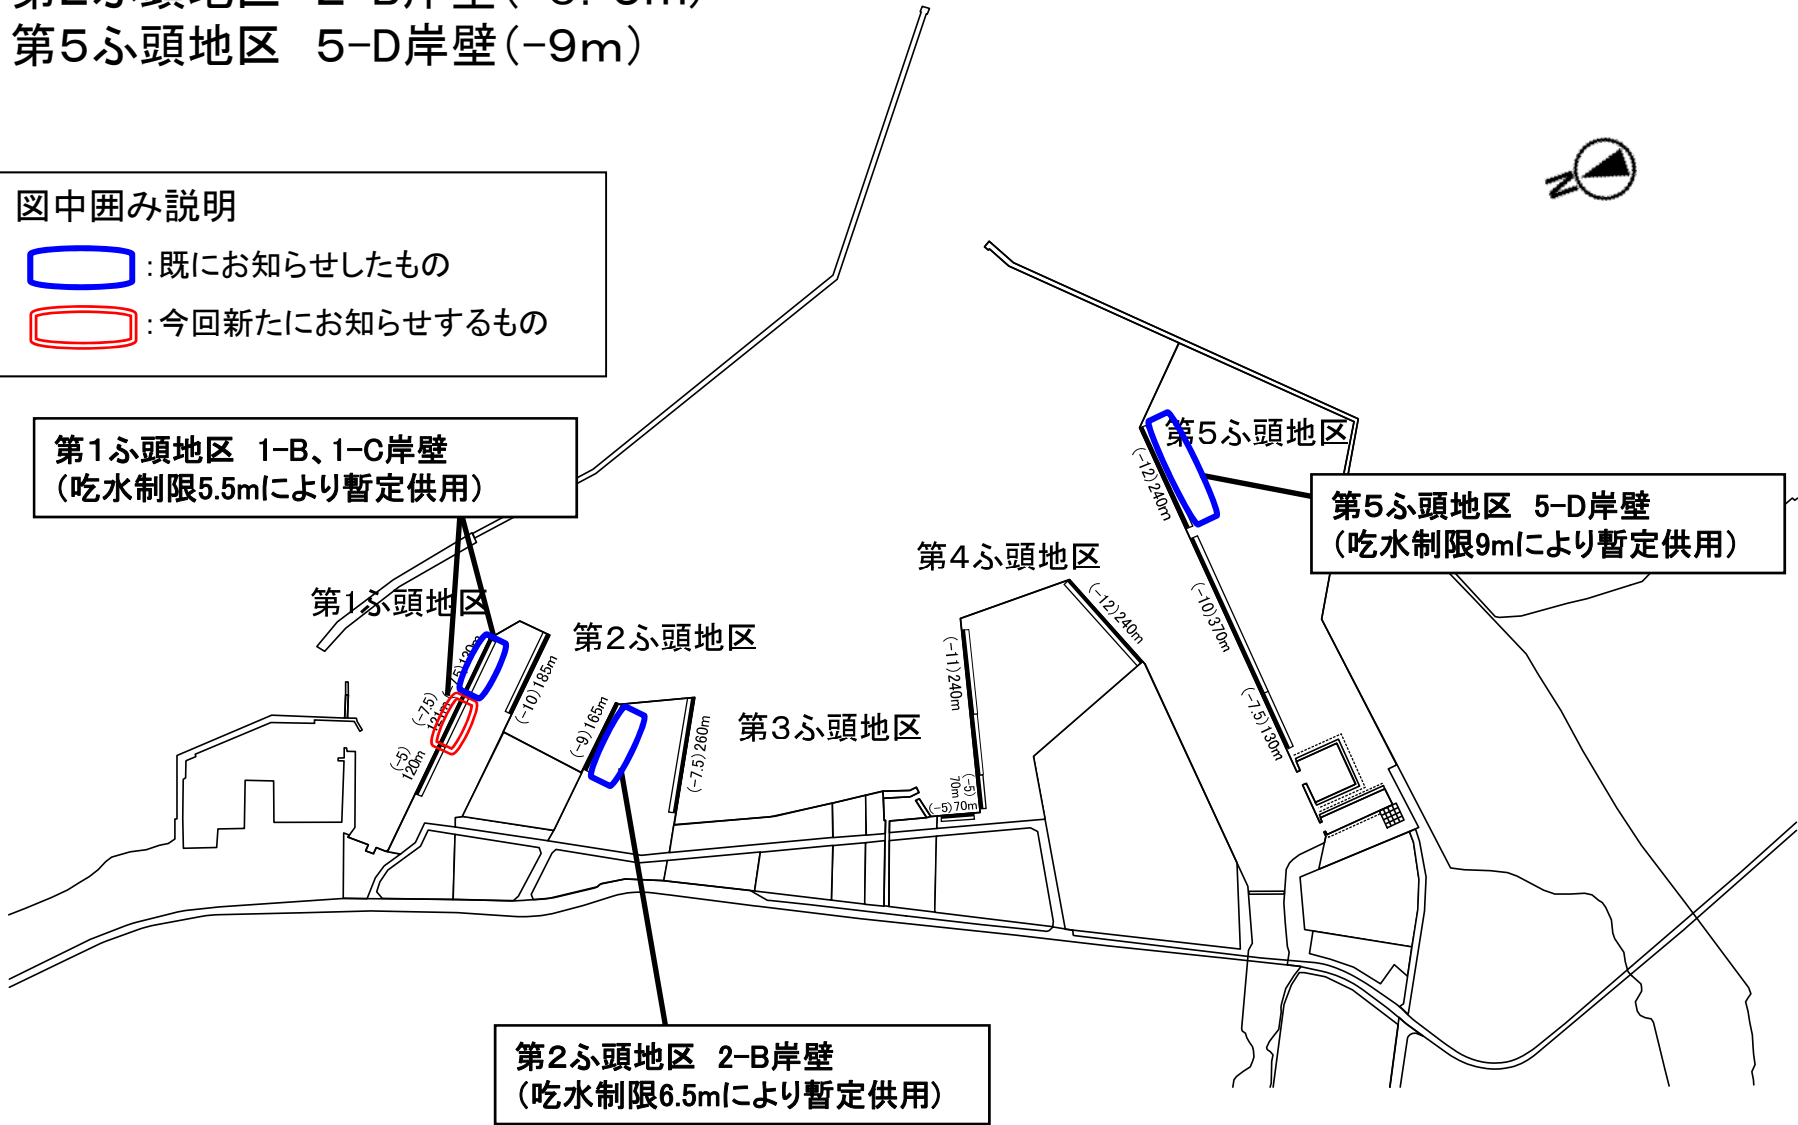 第5ふ頭地区 5-D岸壁(-9m)
図中囲み説明
:既にお知らせしたもの
:今回新たにお知らせするもの
N
第1ふ頭地区 1-B、1-C岸壁
(吃水制限5.5mにより暫定供用)
第5ふ頭地区
(-12)240m
第5ふ頭地区 5-D岸壁
(吃水制限9mにより暫定供用)
第4ふ頭地区
(-12)240m
(-10)370m
(-7.5)130m
(-11)240m
(-5)
70m
(-5)70m
第1ふ頭地区
第2ふ頭地区
(-10)185m
(-7.5)
121m
(-5)
120m
(-9)165m
(-7.5)260m
第3ふ頭地区
第2ふ頭地区 2-B岸壁
(吃水制限6.5mにより暫定供用)